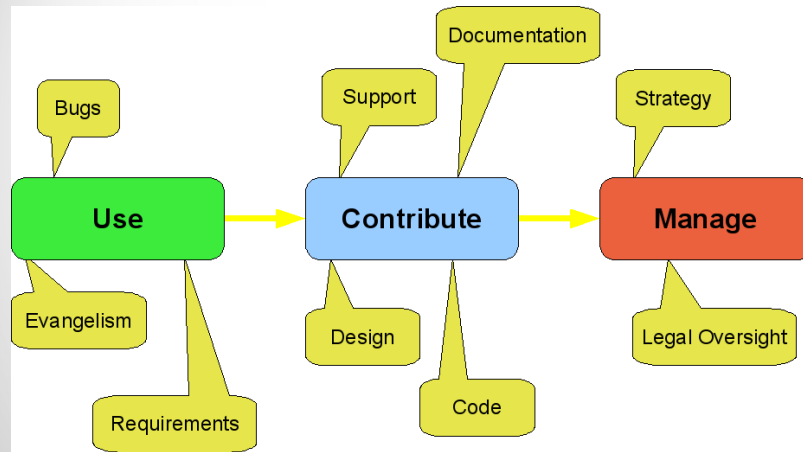 Documentation
Bugs
Support
Strategy
Use
Contribute
Manage
Evangelism
Design
Legal Oversight
Requirements
Code